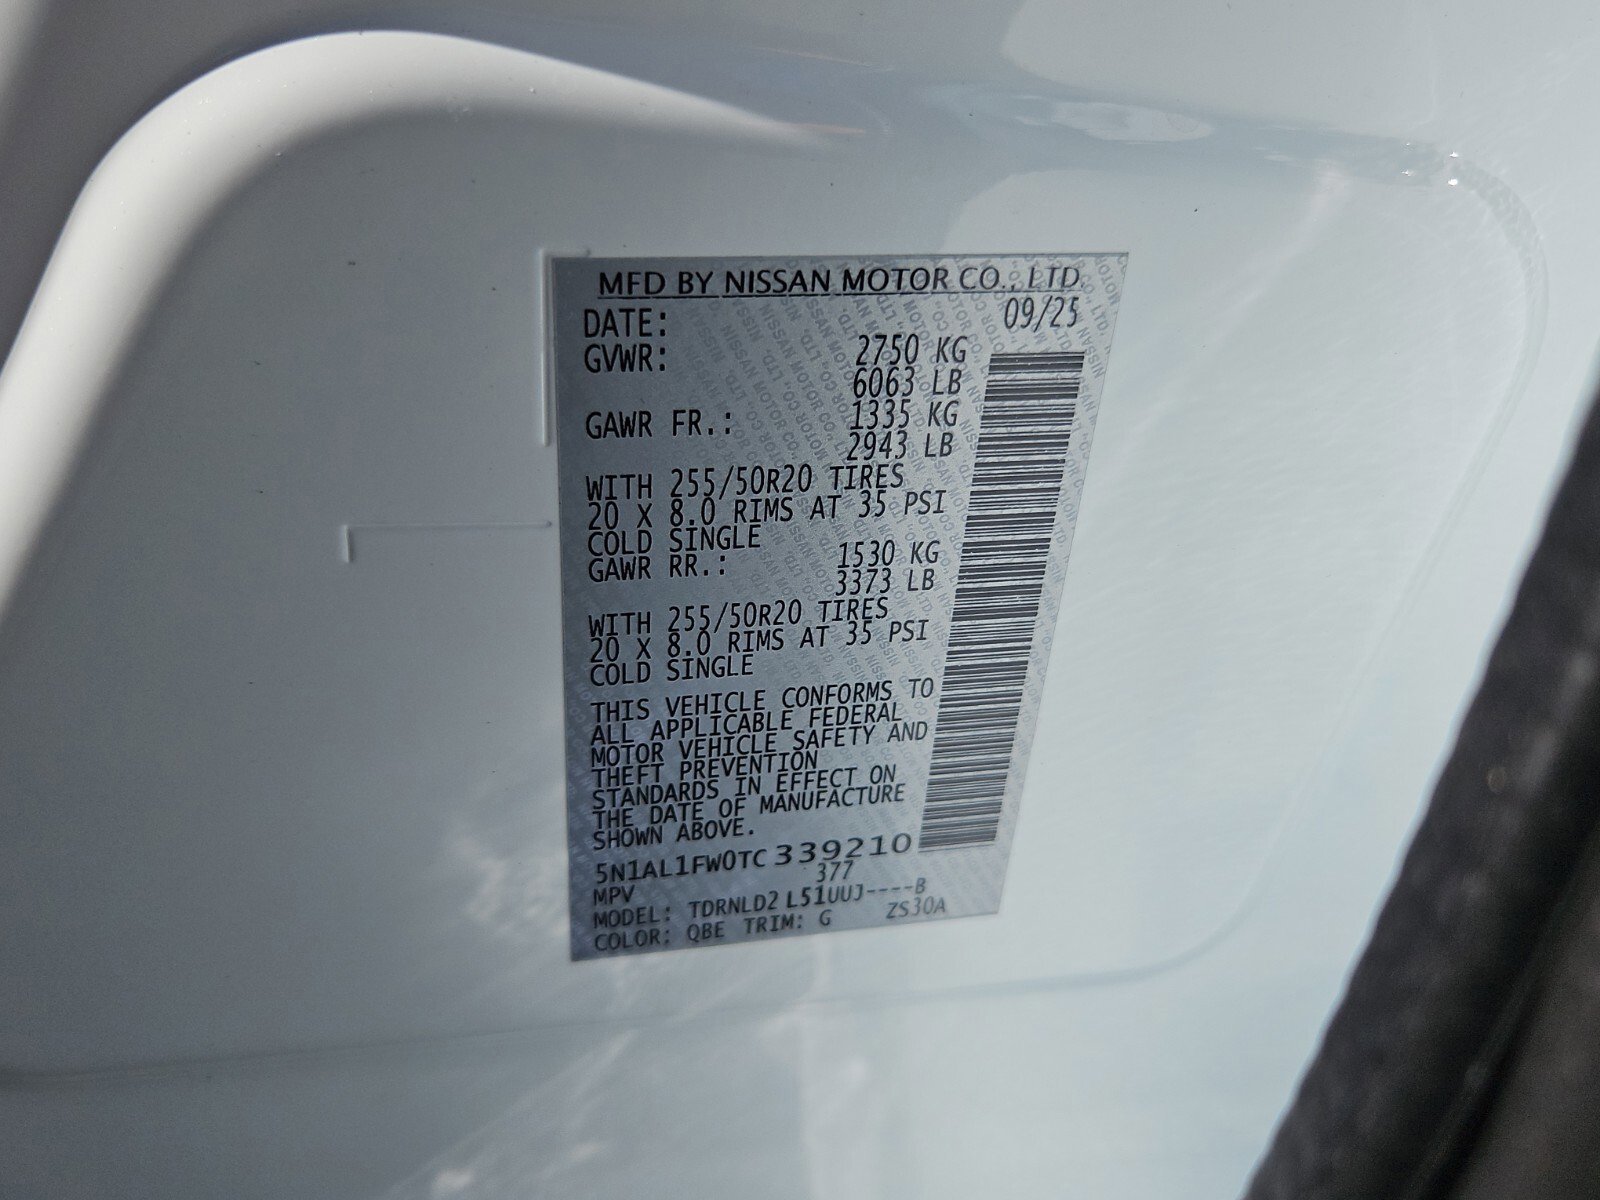 MFD BY NISSAN MOTOR CO., LTD.
DATE: 09/25
GVWR: 2750 KG
6063 LB
GAWR FR.: 1335 KG
2943 LB
WITH 255/50R20 TIRES
20 X 8.0 RIMS AT 35 PSI
COLD SINGLE
GAWR RR.: 1530 KG
3373 LB
WITH 255/50R20 TIRES
20 X 8.0 RIMS AT 35 PSI
COLD SINGLE
THIS VEHICLE CONFORMS TO
ALL APPLICABLE FEDERAL
MOTOR VEHICLE SAFETY AND
THEFT PREVENTION
STANDARDS IN EFFECT ON
THE DATE OF MANUFACTURE
SHOWN ABOVE.
5N1AL1FW0TC339210
MPV 377
MODEL: TDRNLD2 L51UUJ----B
COLOR: QBE TRIM: G ZS30A